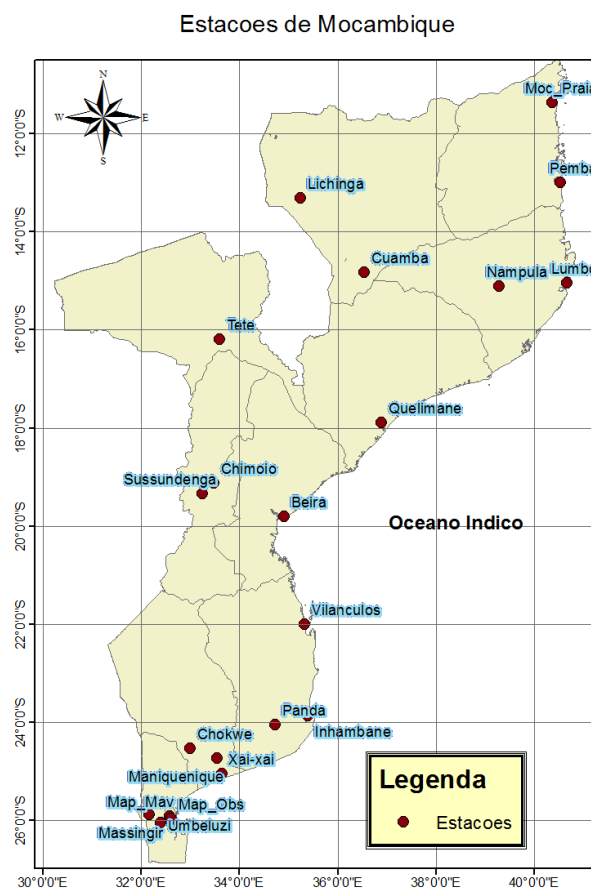 Estacoes de Mocambique
N
W E
S
Moc_Praia
12°0'0"S
Pemba
Lichinga
14°0'0"S
Cuamba
Nampula
Lumbo
16°0'0"S
Tete
Quelimane
18°0'0"S
Chimoio
Sussundenga
Beira
20°0'0"S
Oceano Indico
Vilanculos
22°0'0"S
Panda
24°0'0"S
Inhambane
Chokwe
Xai-xai
Maniquenique
Legenda
Map_Mav
Map_Obs
Estacoes
26°0'0"S
Umbeluzi
Massingir
30°0'0"E 32°0'0"E 34°0'0"E 36°0'0"E 38°0'0"E 40°0'0"E